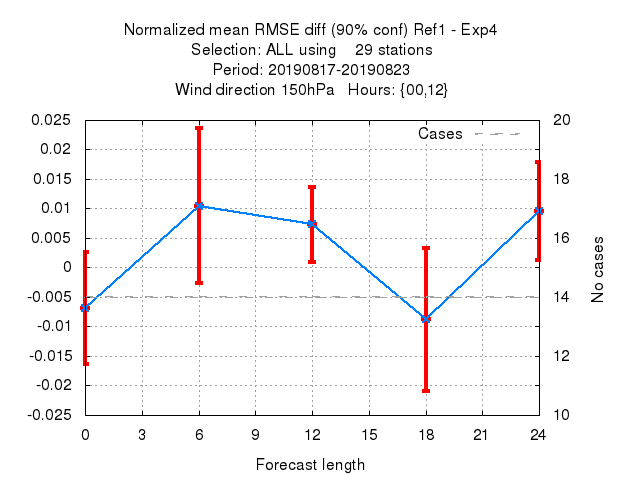 Normalized mean RMSE diff (90% conf) Ref1 - Exp4
Selection: ALL using    29 stations
Period: 20190817-20190823
Wind direction 150hPa   Hours: {00,12}
Cases
0.025
0.02
0.015
0.01
0.005
0
-0.005
-0.01
-0.015
-0.02
-0.025
20
18
16
14
12
10
No cases
0 3 6 9 12 15 18 21 24
Forecast length